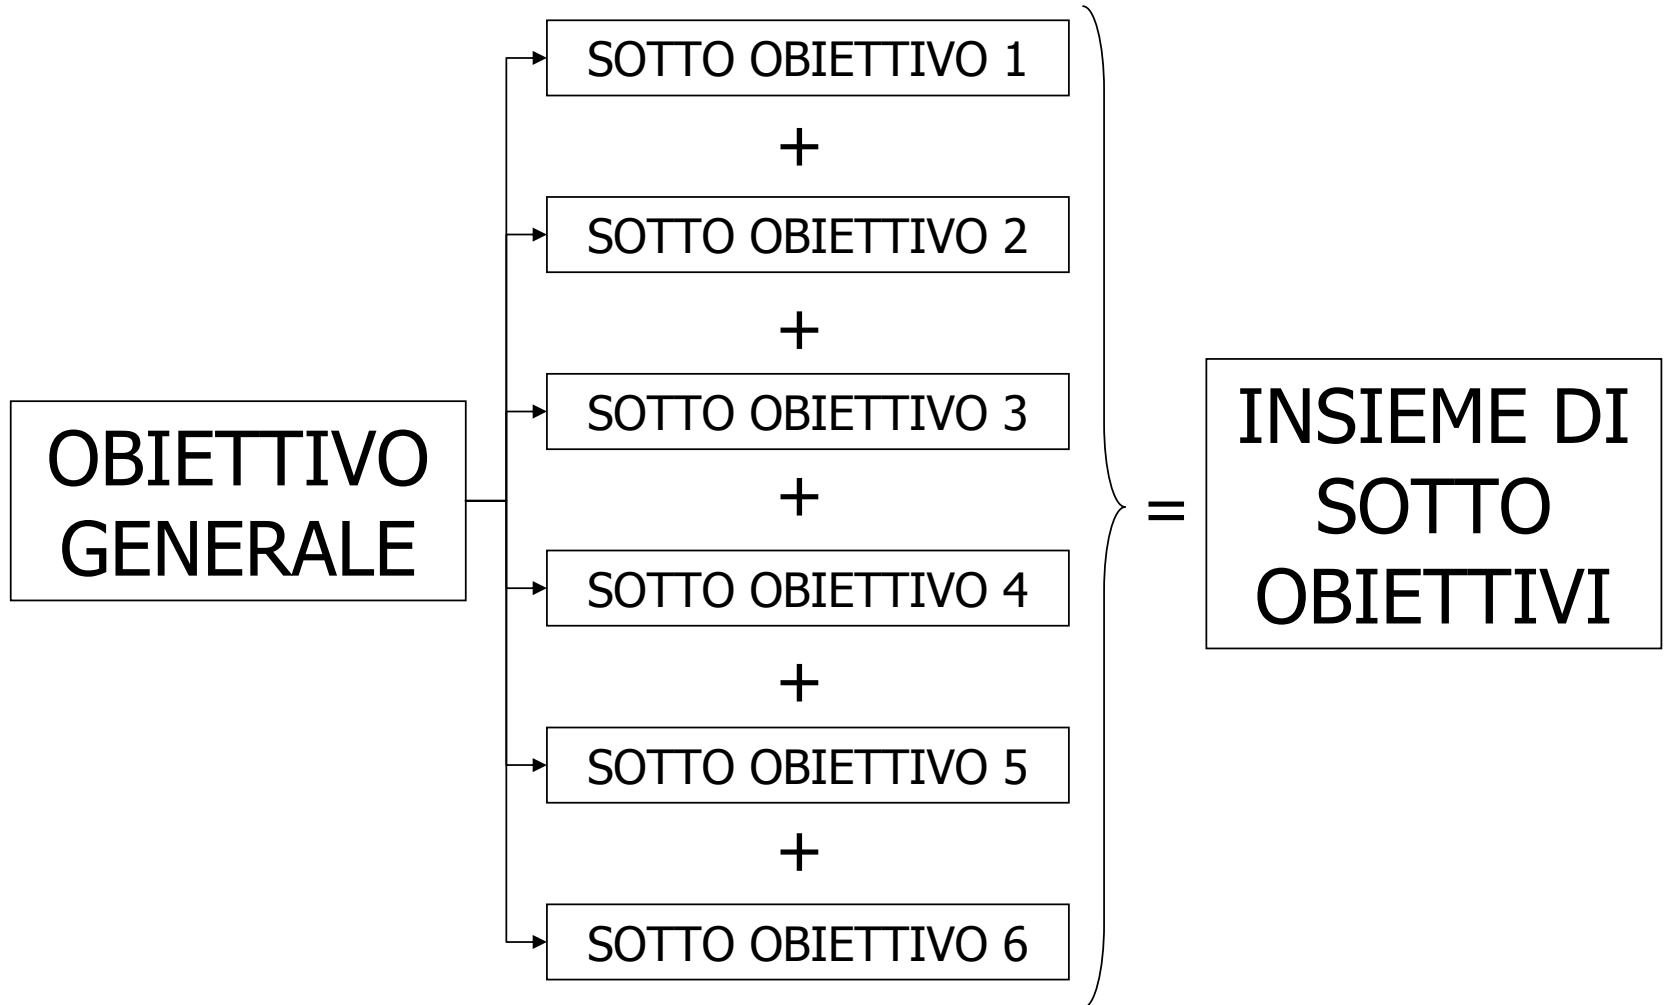 SOTTO OBIETTIVO 1
+
SOTTO OBIETTIVO 2
+
SOTTO OBIETTIVO 3
+
SOTTO OBIETTIVO 4
+
SOTTO OBIETTIVO 5
+
SOTTO OBIETTIVO 6
OBIETTIVO
GENERALE
=
INSIEME DI
SOTTO
OBIETTIVI